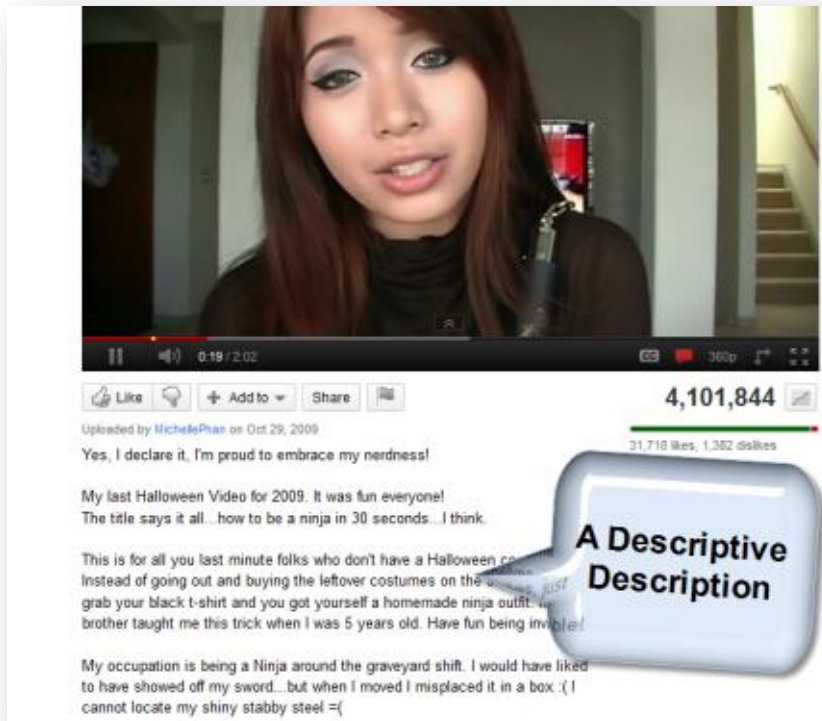 0:19 / 2:02
CC
360p
Like
Add to
Share
4,101,844
Uploaded by MichellePhan on Oct 29, 2009
31,716 likes, 1,382 dislikes
Yes, I declare it, I'm proud to embrace my nerdness!
My last Halloween Video for 2009. It was fun everyone!
The title says it all...how to be a ninja in 30 seconds...I think.
A Descriptive
Description
This is for all you last minute folks who don't have a Halloween
Instead of going out and buying the leftover costumes on the just
grab your black t-shirt and you got yourself a homemade ninja outfit.
brother taught me this trick when I was 5 years old. Have fun being
My occupation is being a Ninja around the graveyard shift. I would have liked
to have showed off my sword...but when I moved I misplaced it in a box :( I
cannot locate my shiny stabby steel =(